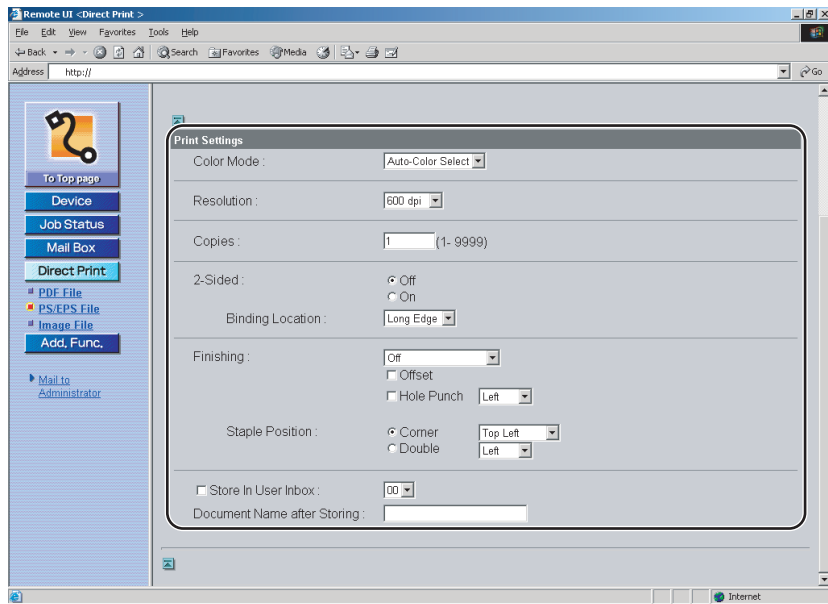 Remote UI <Direct Print >
File Edit View Favorites Tools Help
Back Search Favorites Media
Address http:// Go
To Top page
Device
Job Status
Mail Box
Direct Print
PDF File
PS/EPS File
Image File
Add. Func.
Mail to
Administrator
Print Settings
Color Mode : Auto-Color Select
Resolution : 600 dpi
Copies : 1 (1- 9999)
2-Sided : Off
On
Binding Location : Long Edge
Finishing : Off
Offset
Hole Punch Left
Staple Position : Corner Top Left
Double Left
Store In User Inbox : 00
Document Name after Storing :
Internet